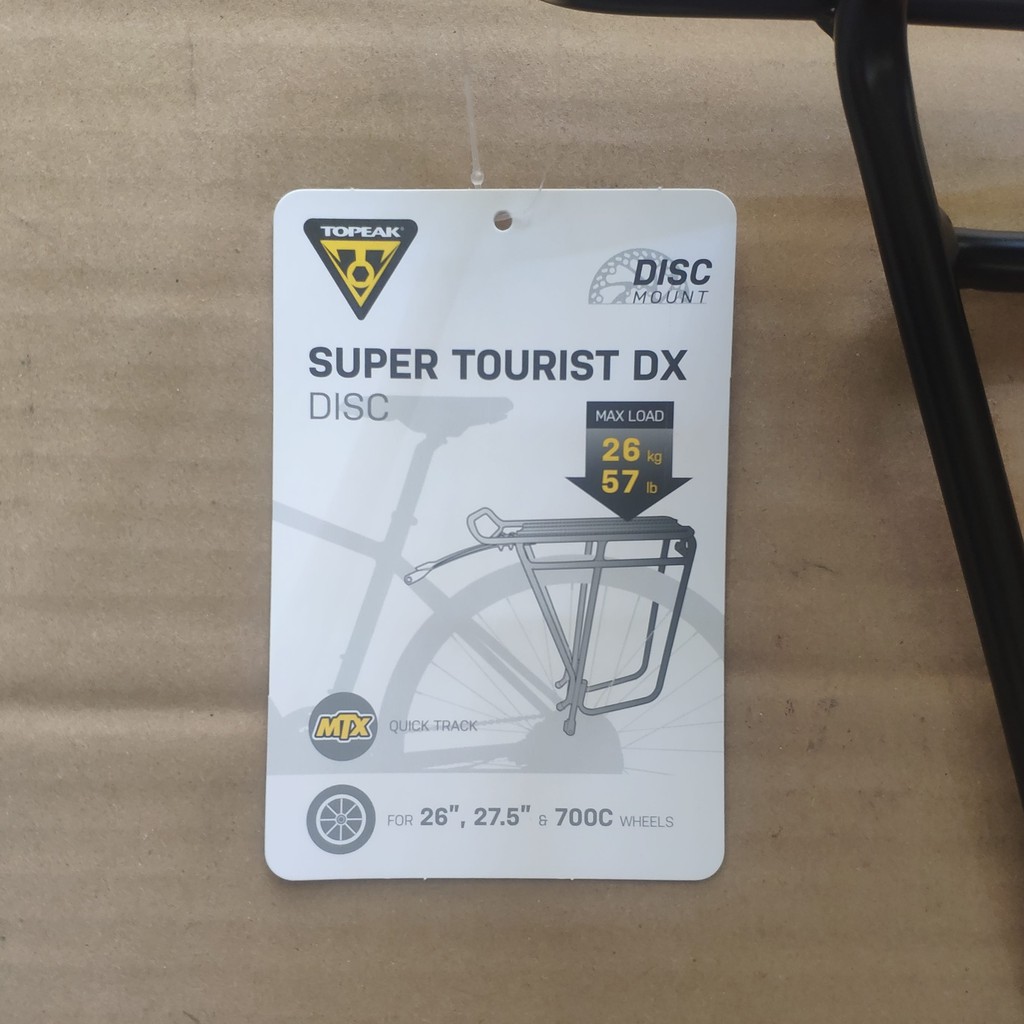 TOPEAK®
DISC
MOUNT
SUPER TOURIST DX
DISC
MAX LOAD
26 kg
57 lb
MTX QUICK TRACK
FOR 26", 27.5" & 700C WHEELS